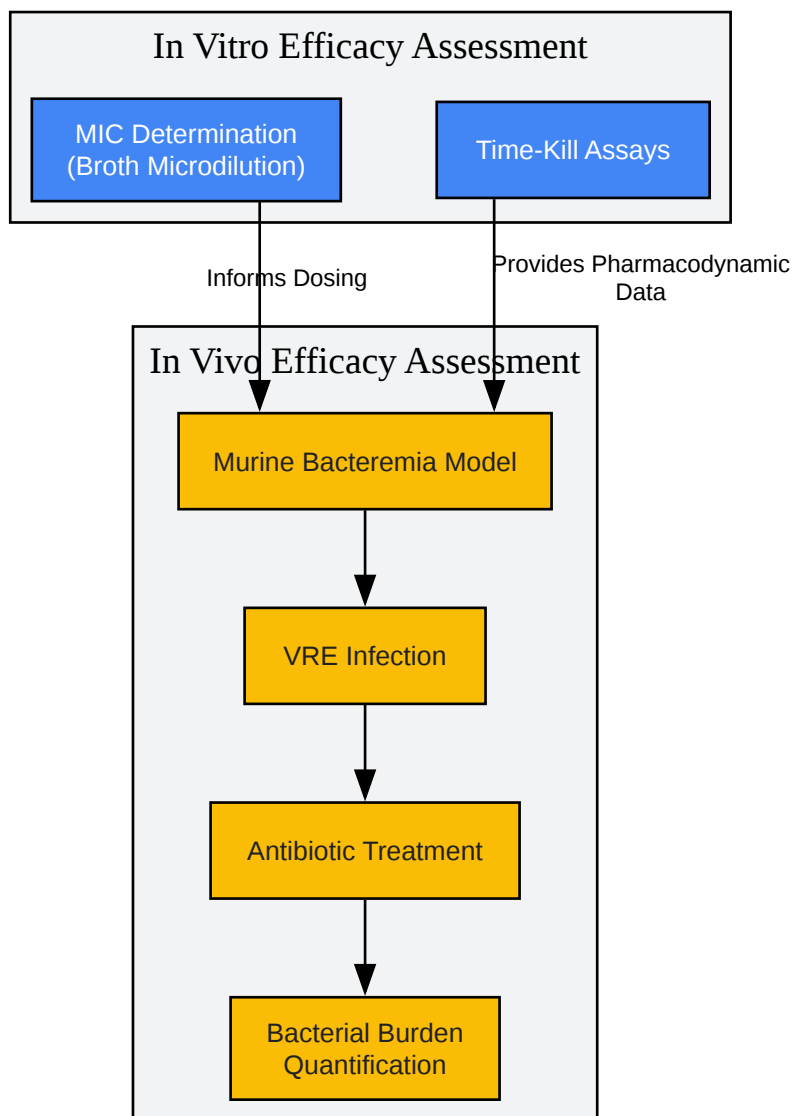 In Vitro Efficacy Assessment
MIC Determination
(Broth Microdilution)
Time-Kill Assays
Informs Dosing
Provides Pharmacodynamic
Data
In Vivo Efficacy Assessment
Murine Bacteremia Model
VRE Infection
Antibiotic Treatment
Bacterial Burden
Quantification